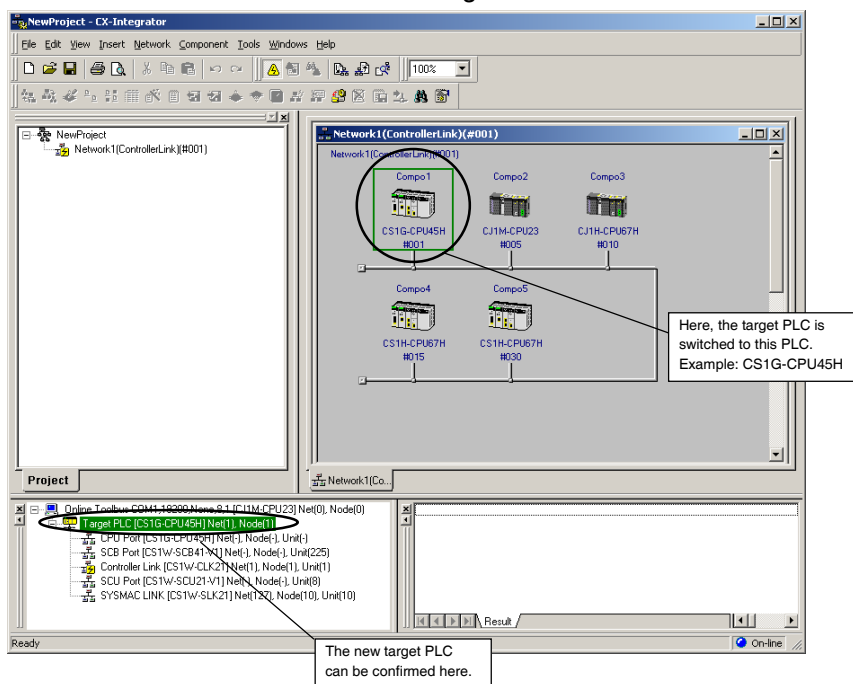 NewProject - CX-Integrator
File Edit View Insert Network Component Tools Windows Help
100%
NewProject
Network1(ControllerLink)(#001)
Project
Network1(ControllerLink)(#001)
Network1(ControllerLink)(#001)
Compo1 Compo2 Compo3
CS1G-CPU45H CJ1M-CPU23 CJ1H-CPU67H
#001 #005 #010
Compo4 Compo5
CS1H-CPU67H CS1H-CPU67H
#015 #030
Here, the target PLC is
switched to this PLC.
Example: CS1G-CPU45H
Network1(Co...
Online Toolbus COM1,19200,None,8,1 [CJ1M-CPU23] Net(0), Node(0)
Target PLC [CS1G-CPU45H] Net(1), Node(1)
CPU Port [CS1G-CPU45H] Net(-), Node(-), Unit(-)
SCB Port [CS1W-SCB41-V1] Net(-), Node(-), Unit(225)
Controller Link [CS1W-CLK21] Net(1), Node(1), Unit(1)
SCU Port [CS1W-SCU21-V1] Net(-), Node(-), Unit(8)
SYSMAC LINK [CS1W-SLK21] Net(127), Node(10), Unit(10)
Result
Ready
On-line
The new target PLC
can be confirmed here.